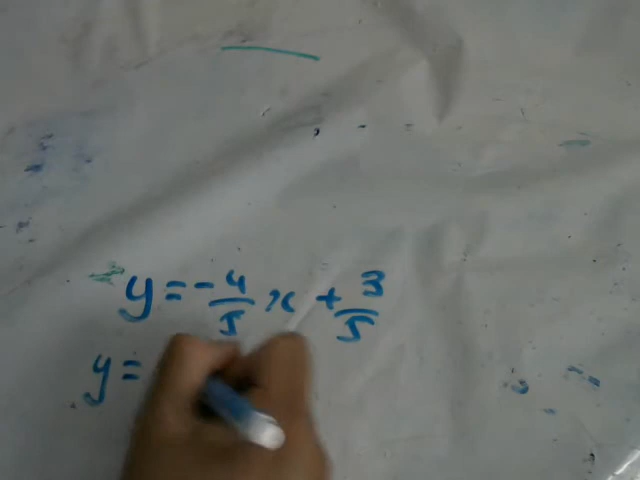 y = -4/5 x + 3/5
y =